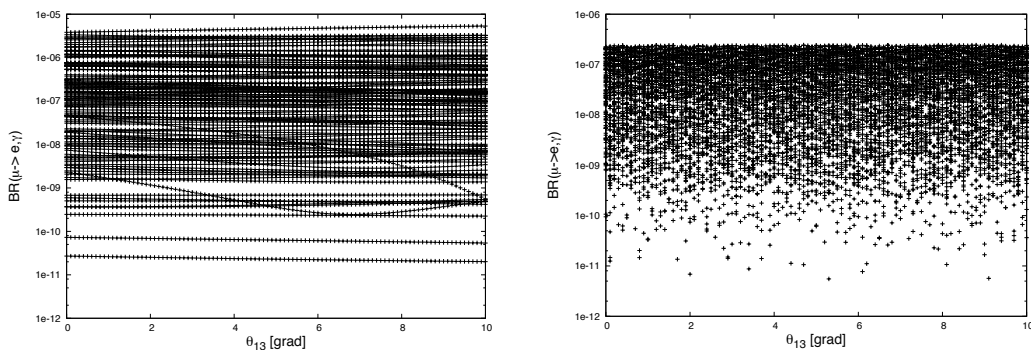 1e-05
1e-06
1e-07
1e-08
1e-09
1e-10
1e-11
1e-12
BR(μ-> e,γ)
0 2 4 6 8 10
θ13 [grad]
1e-06
1e-07
1e-08
1e-09
1e-10
1e-11
1e-12
BR(μ->e,γ)
0 2 4 6 8 10
θ13 [grad]